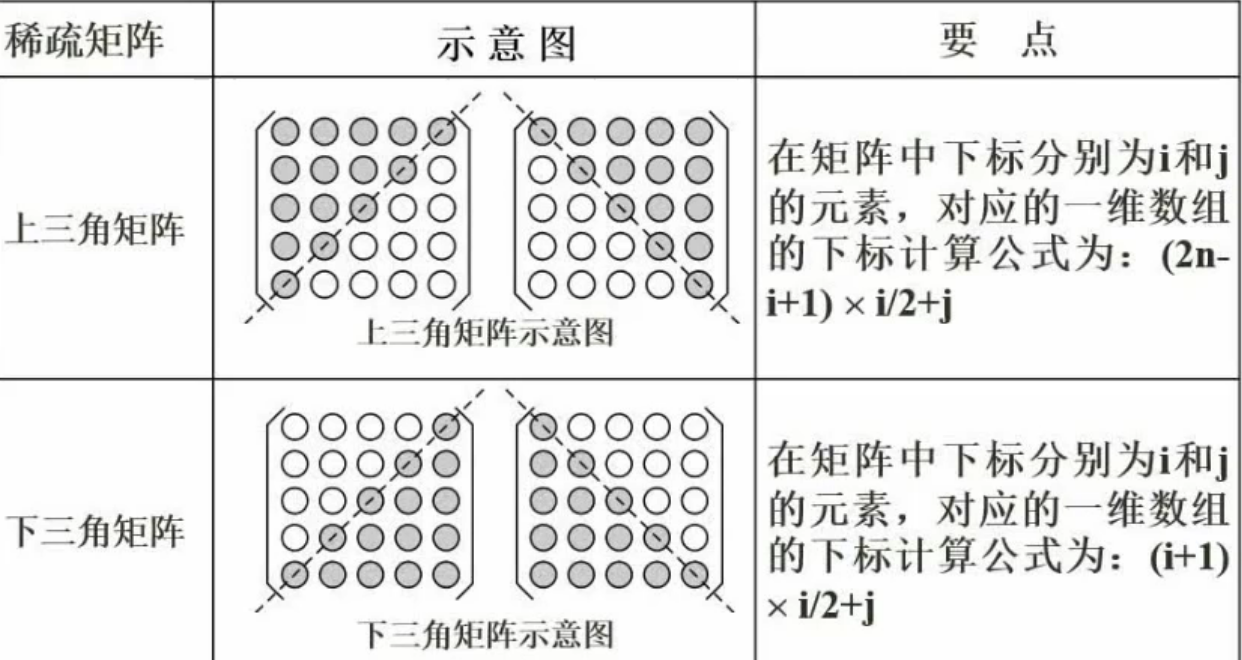 稀疏矩阵
示意图
要 点
上三角矩阵
上三角矩阵示意图
在矩阵中下标分别为i和j
的元素，对应的一维数组
的下标计算公式为：(2n-
i+1) × i/2+j
下三角矩阵
下三角矩阵示意图
在矩阵中下标分别为i和j
的元素，对应的一维数组
的下标计算公式为：(i+1)
× i/2+j